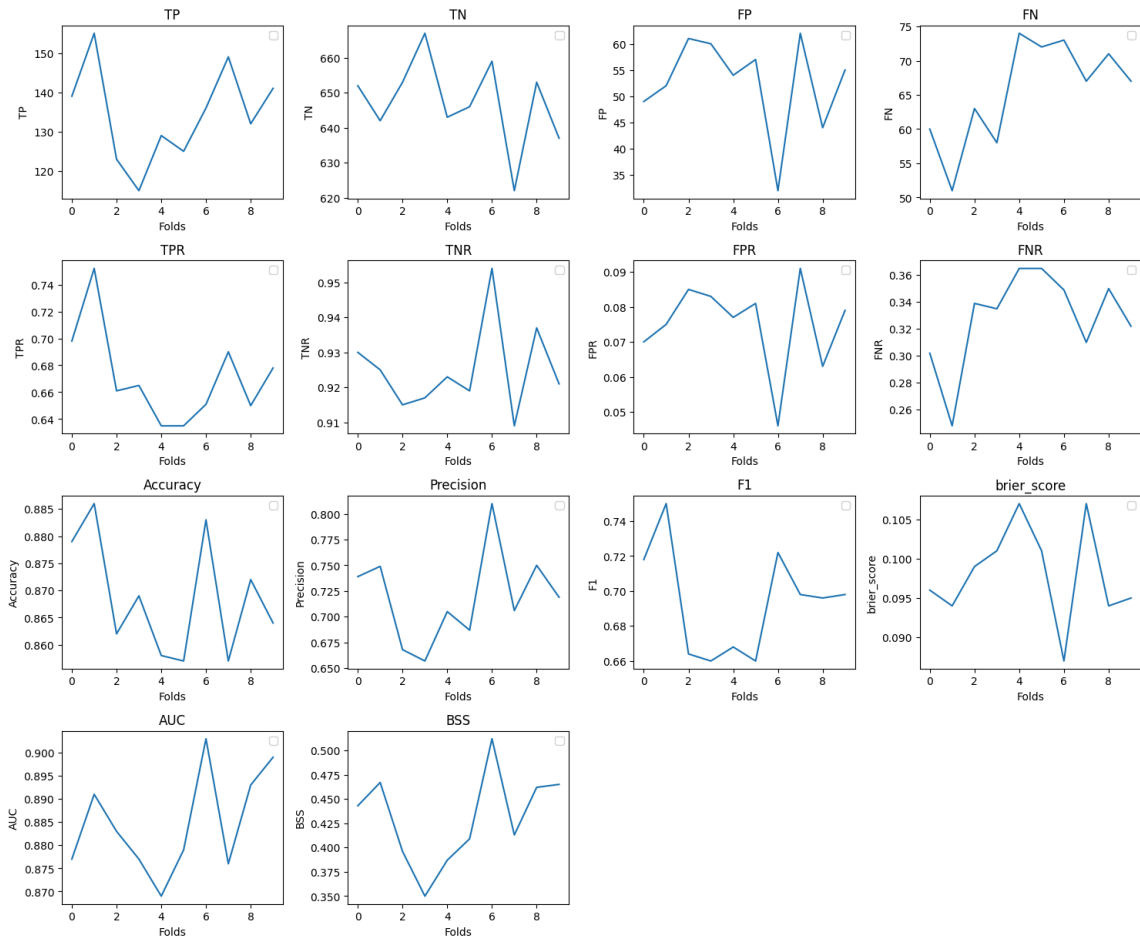 TP
TP
150
140
130
120
0 2 4 6 8
Folds
TN
TN
660
650
640
630
620
0 2 4 6 8
Folds
FP
FP
60
55
50
45
40
35
0 2 4 6 8
Folds
FN
FN
75
70
65
60
55
50
0 2 4 6 8
Folds
TPR
TPR
0.74
0.72
0.70
0.68
0.66
0.64
0 2 4 6 8
Folds
TNR
TNR
0.95
0.94
0.93
0.92
0.91
0 2 4 6 8
Folds
FPR
FPR
0.09
0.08
0.07
0.06
0.05
0 2 4 6 8
Folds
FNR
FNR
0.36
0.34
0.32
0.30
0.28
0.26
0 2 4 6 8
Folds
Accuracy
Accuracy
0.885
0.880
0.875
0.870
0.865
0.860
0 2 4 6 8
Folds
Precision
Precision
0.800
0.775
0.750
0.725
0.700
0.675
0.650
0 2 4 6 8
Folds
F1
F1
0.74
0.72
0.70
0.68
0.66
0 2 4 6 8
Folds
brier_score
brier_score
0.105
0.100
0.095
0.090
0 2 4 6 8
Folds
AUC
AUC
0.900
0.895
0.890
0.885
0.880
0.875
0.870
0 2 4 6 8
Folds
BSS
BSS
0.500
0.475
0.450
0.425
0.400
0.375
0.350
0 2 4 6 8
Folds